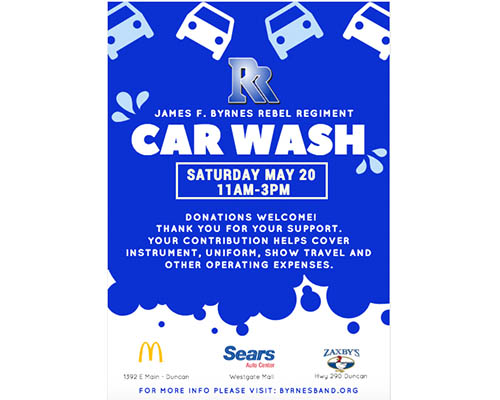 RR
JAMES F. BYRNES REBEL REGIMENT
CAR WASH
SATURDAY MAY 20
11AM-3PM
DONATIONS WELCOME!
THANK YOU FOR YOUR SUPPORT.
YOUR CONTRIBUTION HELPS COVER
INSTRUMENT, UNIFORM, SHOW TRAVEL AND
OTHER OPERATING EXPENSES.
Sears
Auto Center
ZAXBY'S
1392 E Main - Duncan
Westgate Mall
Hwy 290 Duncan
FOR MORE INFO PLEASE VISIT: BYRNESBAND.ORG